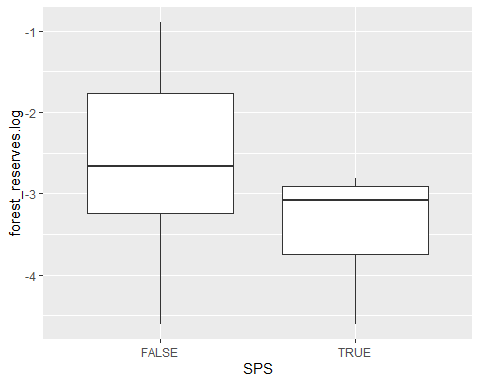 forest_reserves.log
-1
-2
-3
-4
FALSE
TRUE
SPS